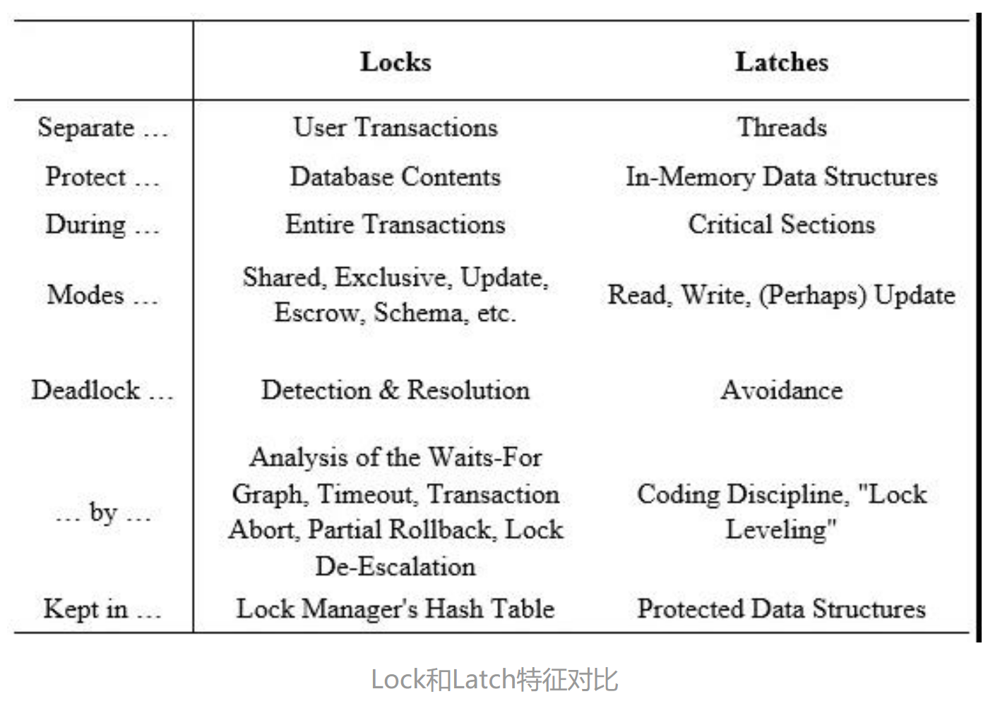 Locks Latches
Separate … User Transactions Threads
Protect … Database Contents In-Memory Data Structures
During … Entire Transactions Critical Sections
Modes … Shared, Exclusive, Update, Read, Write, (Perhaps) Update
Escrow, Schema, etc.
Deadlock … Detection & Resolution Avoidance
… by … Analysis of the Waits-For
Graph, Timeout, Transaction Coding Discipline, "Lock
Abort, Partial Rollback, Lock Leveling"
De-Escalation
Kept in … Lock Manager's Hash Table Protected Data Structures
Lock和Latch特征对比